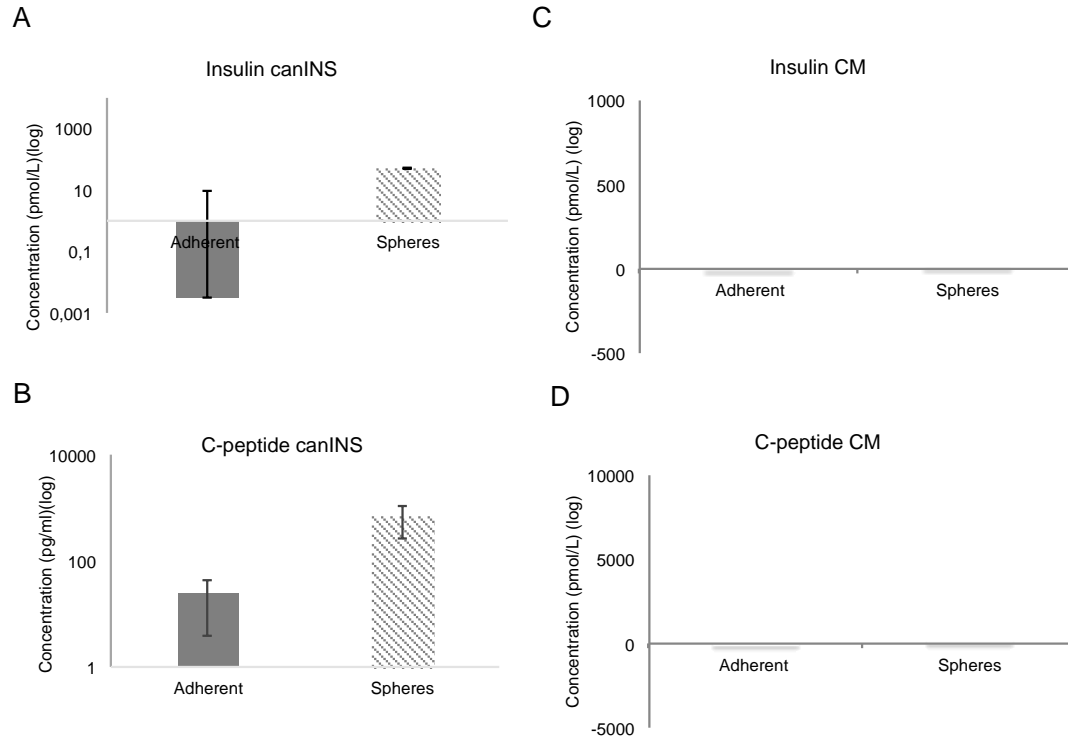 A
Insulin canINS
Concentration (pmol/L)(log)
1000
10
0,1
0,001
Adherent
Spheres
B
C-peptide canINS
Concentration (pg/ml)(log)
10000
100
1
Adherent
Spheres
C
Insulin CM
Concentration (pmol/L) (log)
1000
500
0
-500
Adherent
Spheres
D
C-peptide CM
Concentration (pmol/L) (log)
10000
5000
0
-5000
Adherent
Spheres